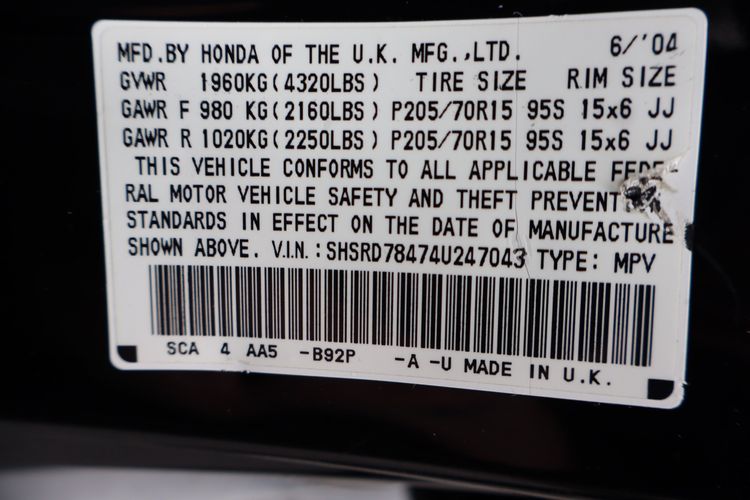 MFD.BY HONDA OF THE U.K. MFG.,LTD. 6/'04
GVWR 1960KG(4320LBS) TIRE SIZE RIM SIZE
GAWR F 980 KG(2160LBS) P205/70R15 95S 15x6 JJ
GAWR R 1020KG(2250LBS) P205/70R15 95S 15x6 JJ
THIS VEHICLE CONFORMS TO ALL APPLICABLE FEDE-
RAL MOTOR VEHICLE SAFETY AND THEFT PREVENT
STANDARDS IN EFFECT ON THE DATE OF MANUFACTURE
SHOWN ABOVE. V.I.N.: SHSRD78474U247043 TYPE: MPV
SCA 4 AA5 -B92P -A -U MADE IN U.K.